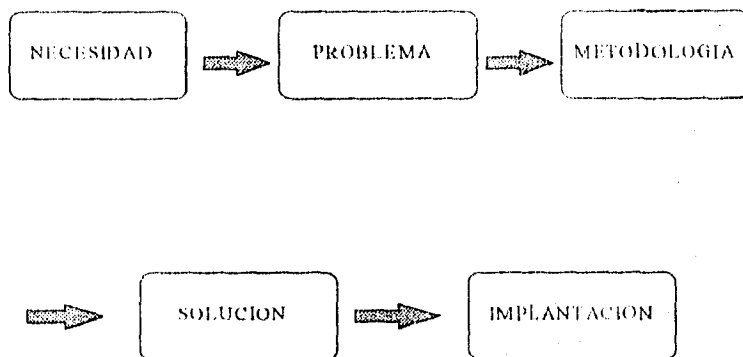 NECESIDAD
PROBLEMA
METODOLOGIA
SOLUCION
IMPLANTACION